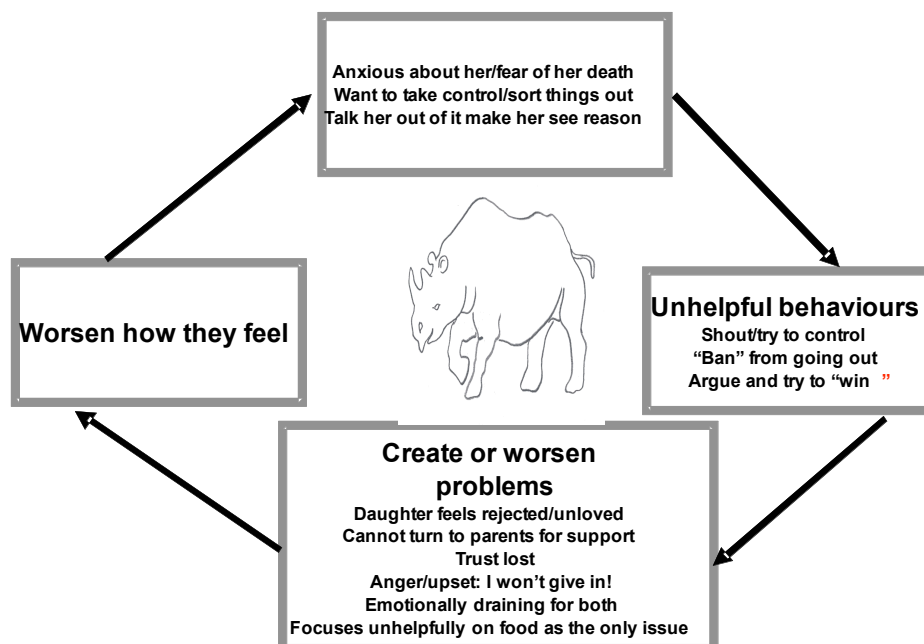 Anxious about her/fear of her death
Want to take control/sort things out
Talk her out of it make her see reason
Unhelpful behaviours
Shout/try to control
“Ban” from going out
Argue and try to “win ”
Create or worsen
problems
Daughter feels rejected/unloved
Cannot turn to parents for support
Trust lost
Anger/upset: I won’t give in!
Emotionally draining for both
Focuses unhelpfully on food as the only issue
Worsen how they feel